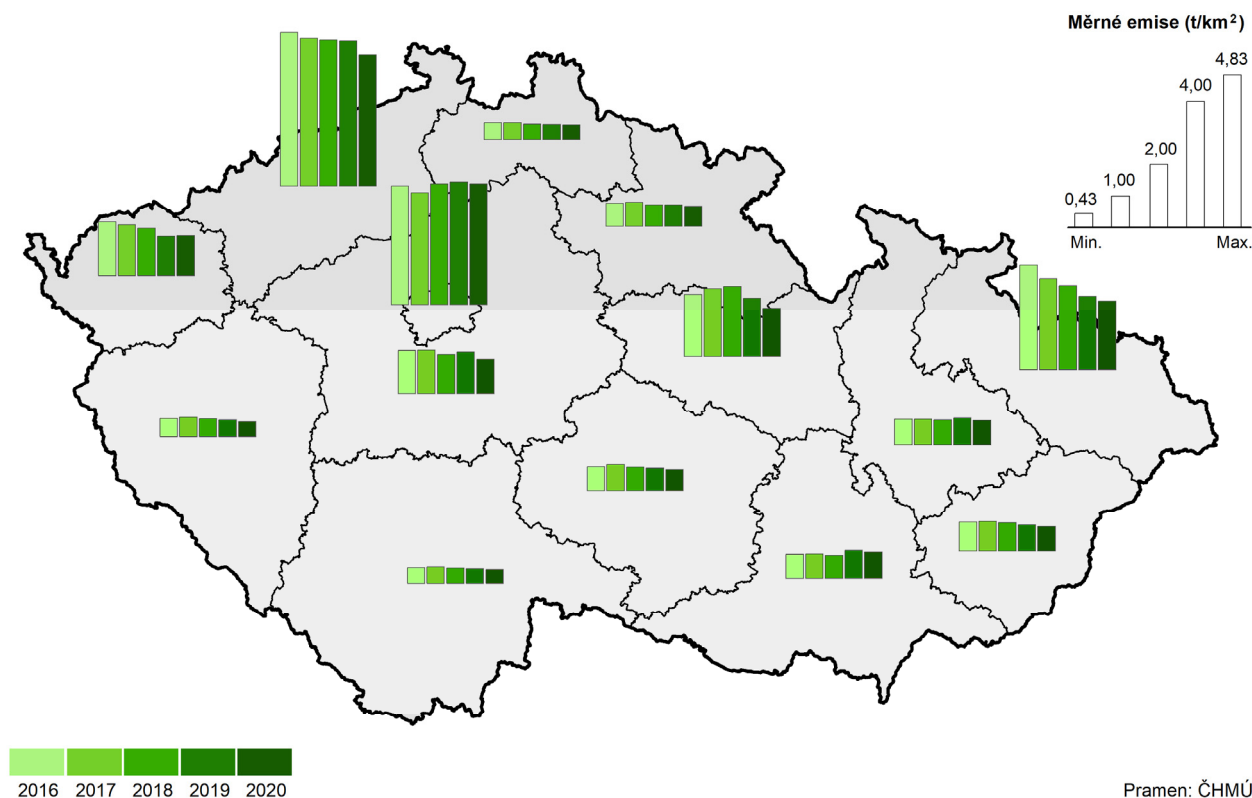 Měrné emise (t/km²)
4,83
4,00
2,00
1,00
0,43
Min. Max.
2016 2017 2018 2019 2020
Pramen: ČHMÚ